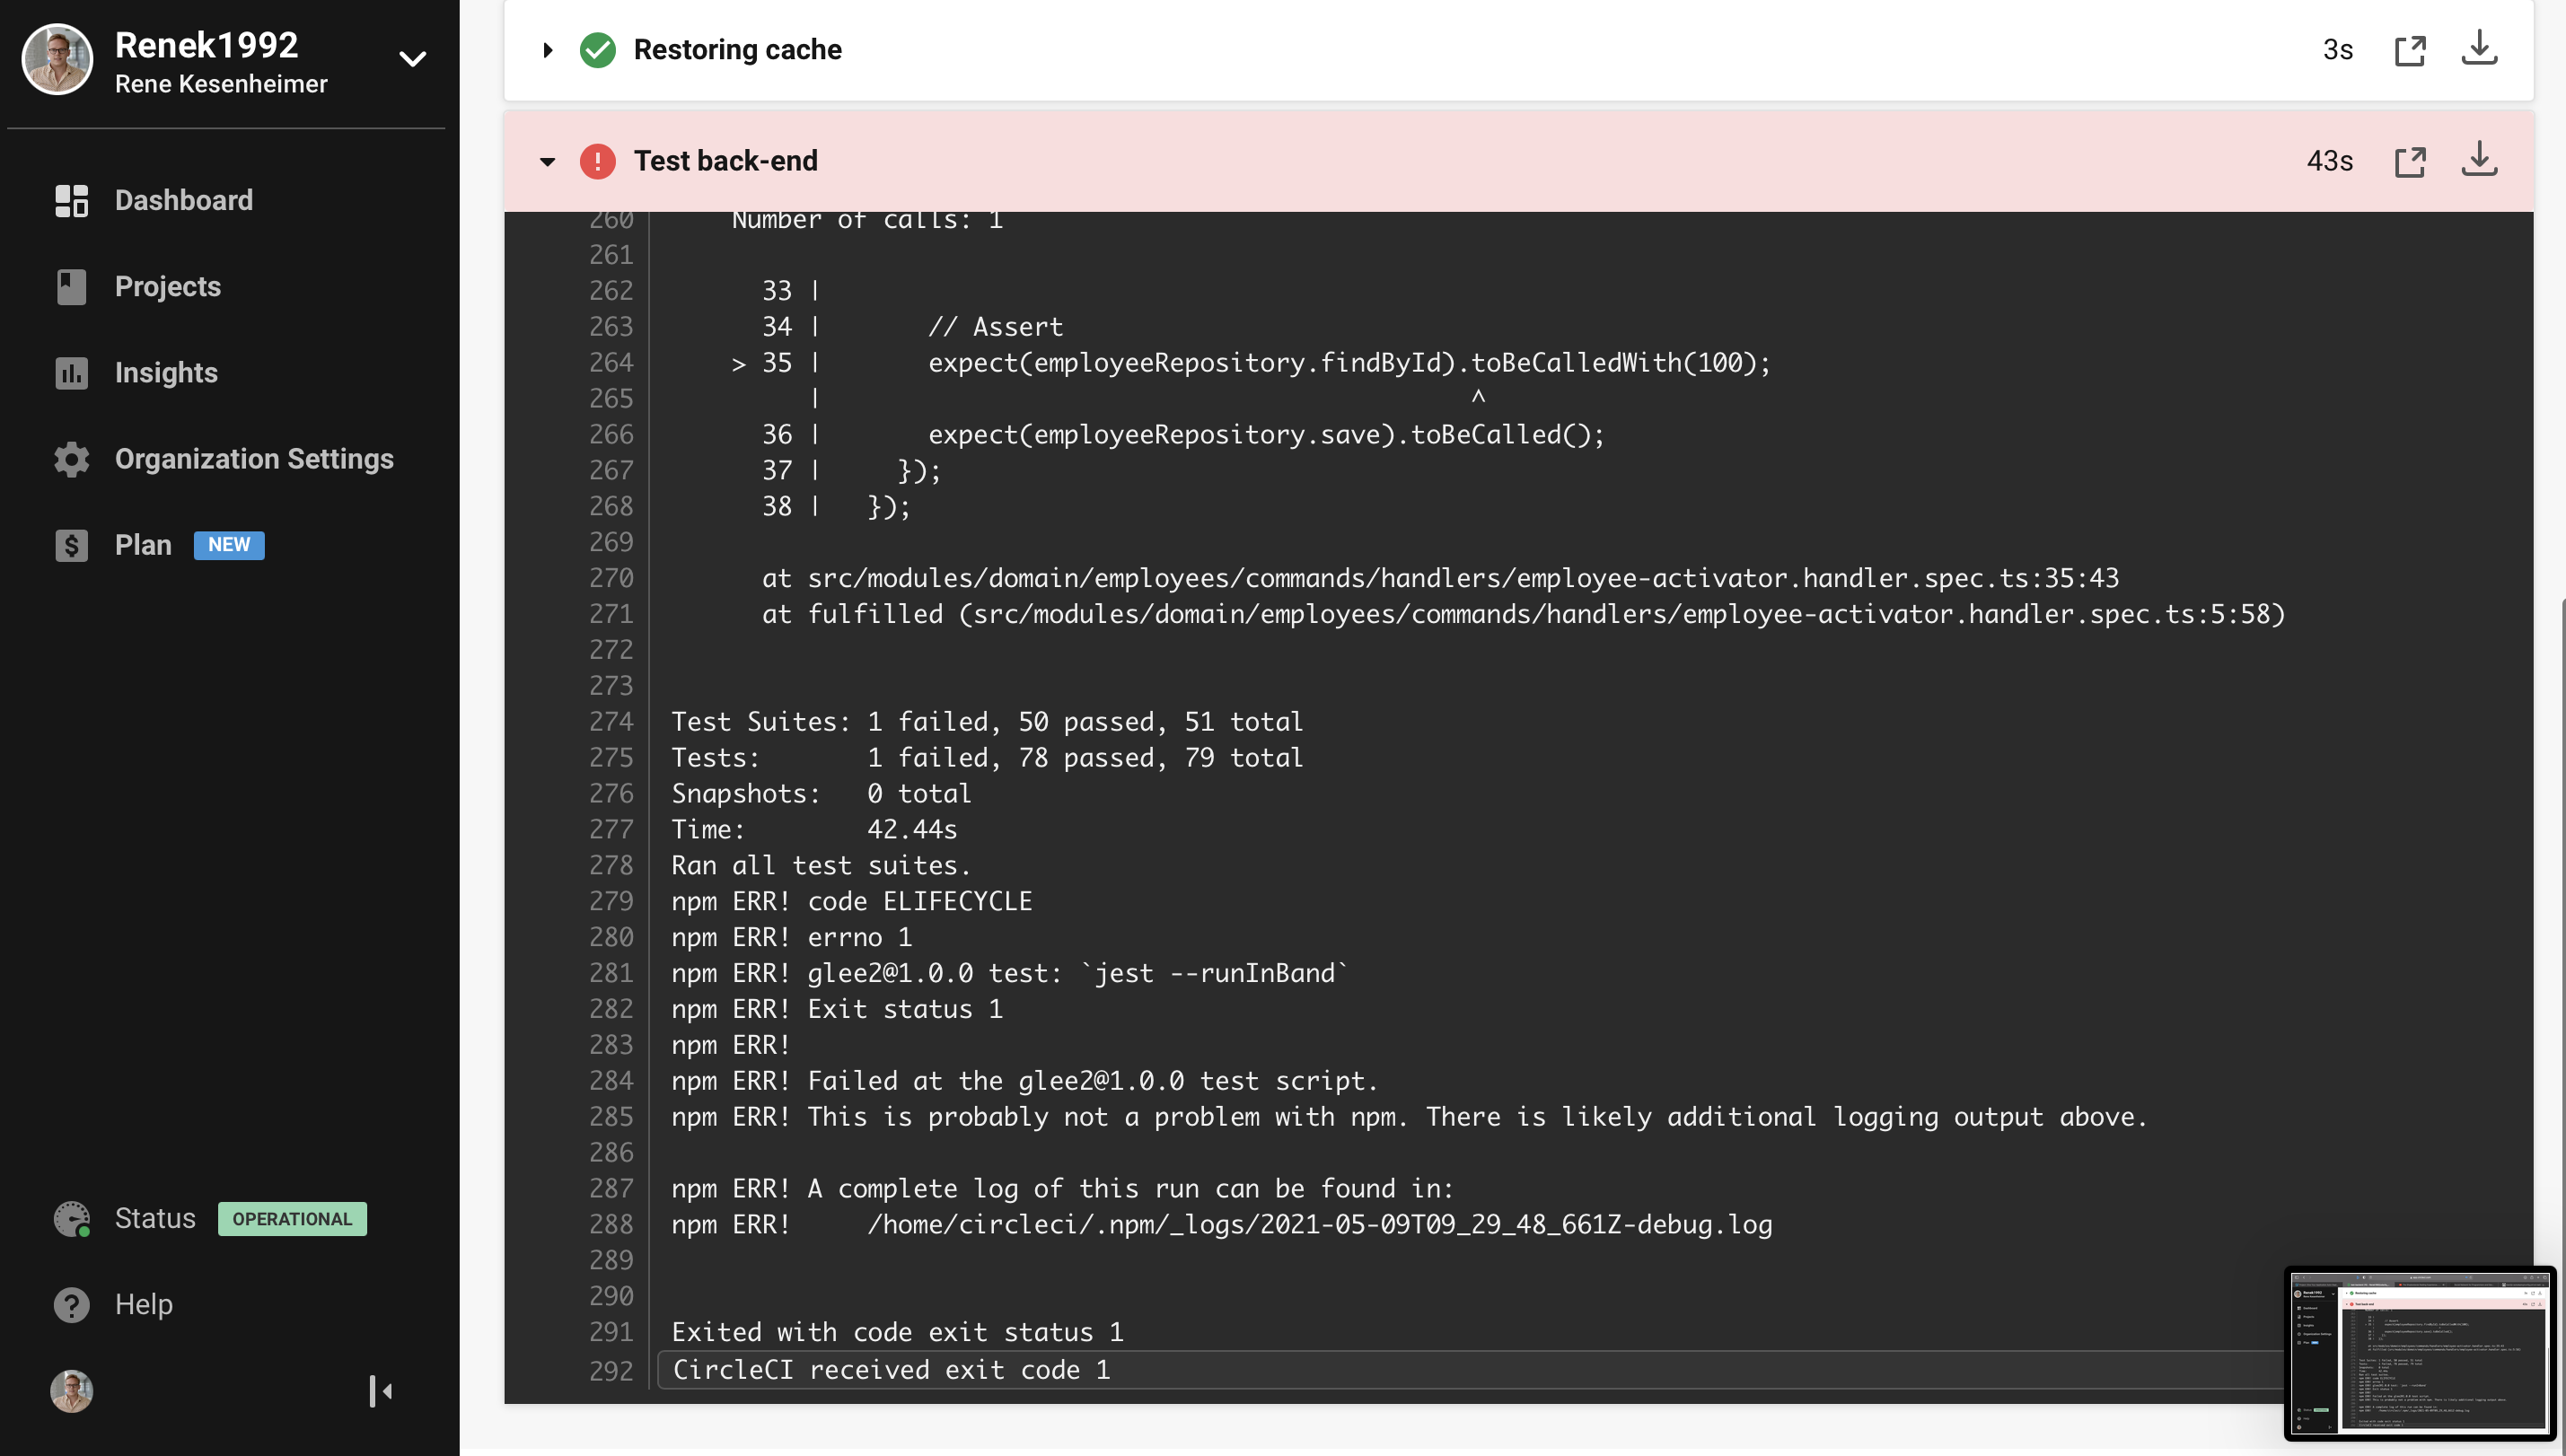 Renek1992
Rene Kesenheimer
Dashboard
Projects
Insights
Organization Settings
Plan NEW
Status OPERATIONAL
Help
Restoring cache 3s
Test back-end 43s
260 Number of calls: 1
261
262 33 |
263 34 | // Assert
264 > 35 | expect(employeeRepository.findById).toBeCalledWith(100);
265 | ^
266 36 | expect(employeeRepository.save).toBeCalled();
267 37 | });
268 38 | });
269
270 at src/modules/domain/employees/commands/handlers/employee-activator.handler.spec.ts:35:43
271 at fulfilled (src/modules/domain/employees/commands/handlers/employee-activator.handler.spec.ts:5:58)
272
273
274 Test Suites: 1 failed, 50 passed, 51 total
275 Tests: 1 failed, 78 passed, 79 total
276 Snapshots: 0 total
277 Time: 42.44s
278 Ran all test suites.
279 npm ERR! code ELIFECYCLE
280 npm ERR! errno 1
281 npm ERR! glee2@1.0.0 test: `jest --runInBand`
282 npm ERR! Exit status 1
283 npm ERR!
284 npm ERR! Failed at the glee2@1.0.0 test script.
285 npm ERR! This is probably not a problem with npm. There is likely additional logging output above.
286
287 npm ERR! A complete log of this run can be found in:
288 npm ERR! /home/circleci/.npm/_logs/2021-05-09T09_29_48_661Z-debug.log
289
290
291 Exited with code exit status 1
292 CircleCI received exit code 1